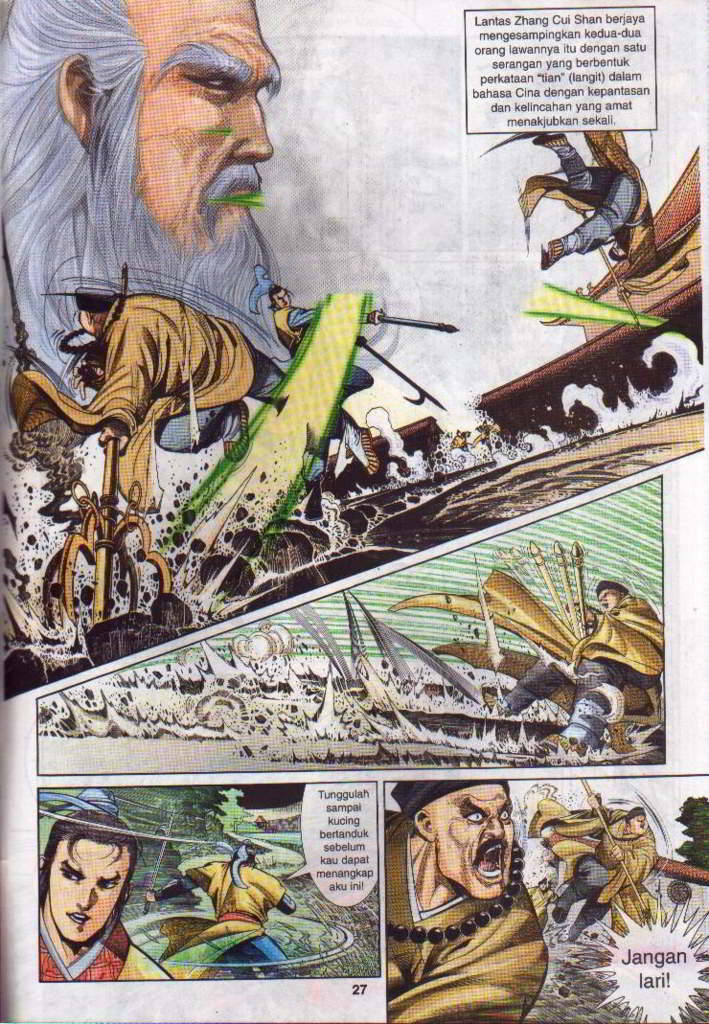 Lantas Zhang Cui Shan berjaya
mengesampingkan kedua-dua
orang lawannya itu dengan satu
serangan yang berbentuk
perkataan “tian” (langit) dalam
bahasa Cina dengan kepantasan
dan kelincahan yang amat
menakjubkan sekali.
Tunggulah
sampai
kucing
bertanduk
sebelum
kau dapat
menangkap
aku ini!
Jangan
lari!
27